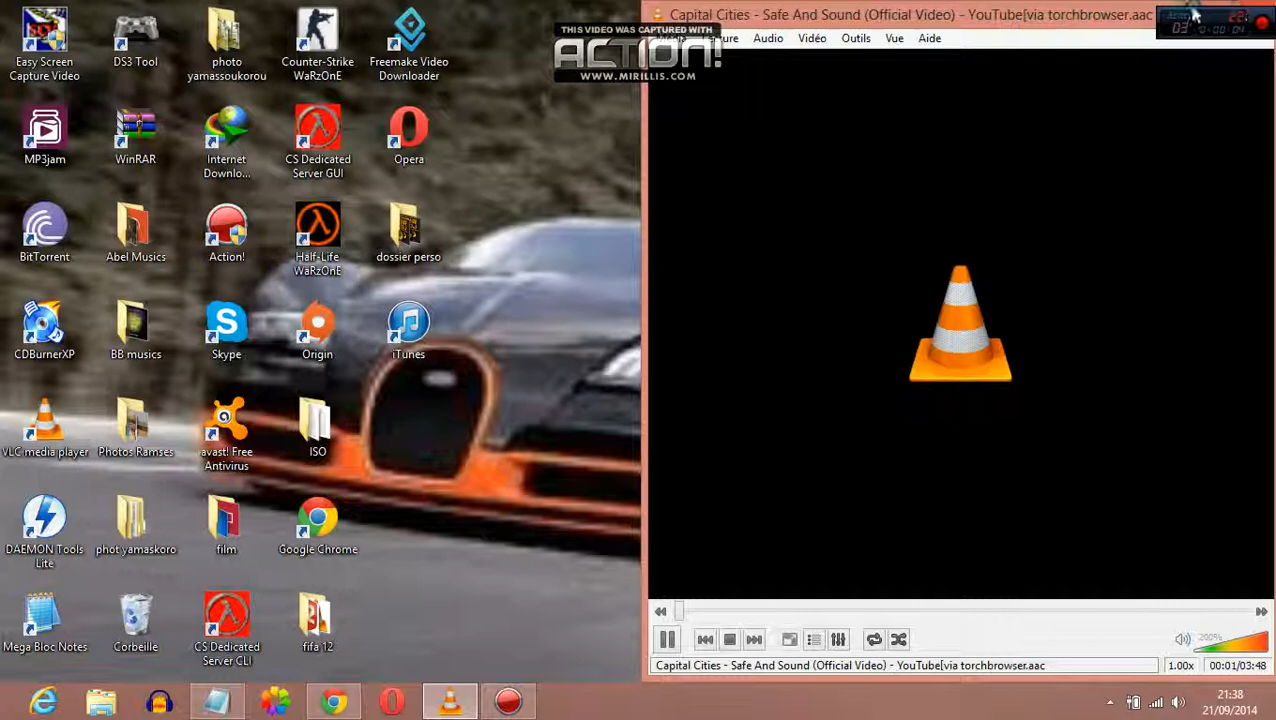 Capital Cities - Safe And Sound (Official Video) - YouTube[via torchbrowser.aac
THIS VIDEO WAS CAPTURED WITH
ACTION!
WWW.MIRILLIS.COM
Audio
Vidéo
Outils
Vue
Aide
Easy Screen
Capture Video
DS3 Tool
photo
yamassoukorou
Counter-Strike
WaRzOnE
Freemake Video
Downloader
MP3jam
WinRAR
Internet
Downlo...
CS Dedicated
Server GUI
Opera
BitTorrent
Abel Musics
Action!
Half-Life
WaRzOnE
dossier perso
CDBurnerXP
BB musics
Skype
Origin
iTunes
VLC media player
Photos Ramses
avast! Free
Antivirus
ISO
DAEMON Tools
Lite
phot yamaskoro
film
Google Chrome
Mega Bloc Notes
Corbeille
CS Dedicated
Server CLI
fifa 12
200%
Capital Cities - Safe And Sound (Official Video) - YouTube[via torchbrowser.aac
1.00x
00:01/03:48
21:38
21/09/2014